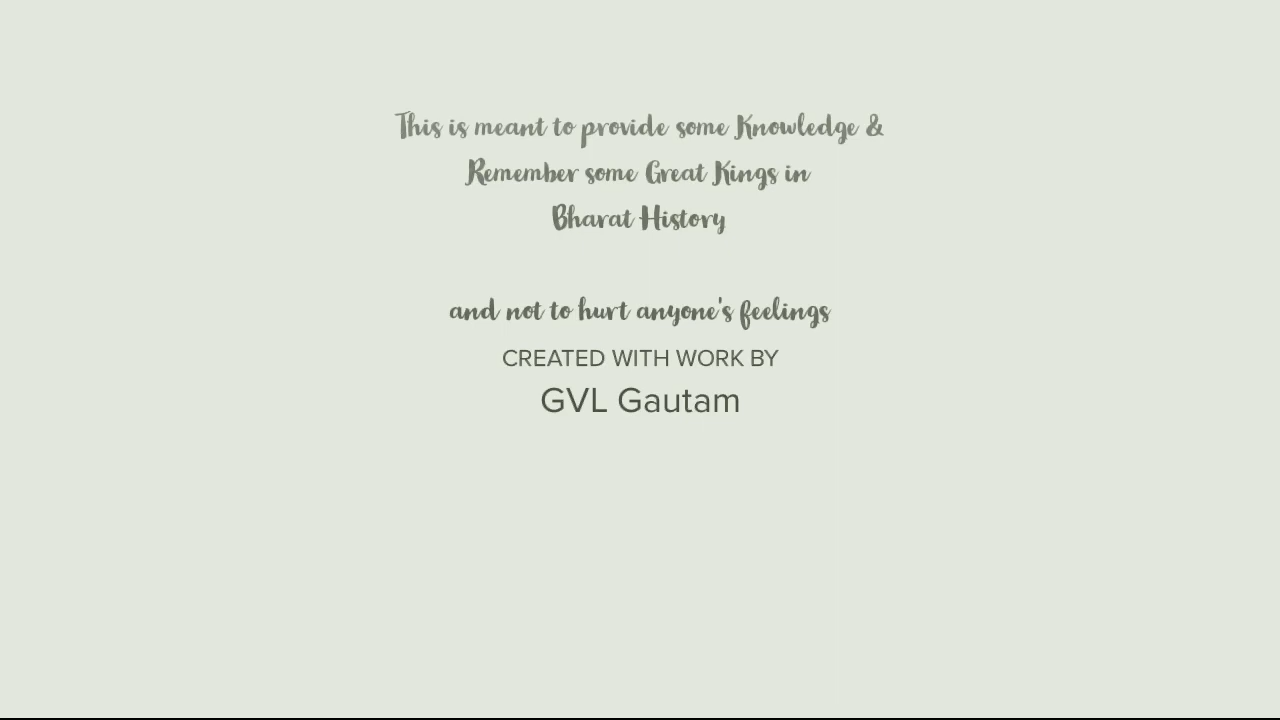 This is meant to provide some Knowledge &
Remember some Great Kings in
Bharat History
and not to hurt anyone's feelings
CREATED WITH WORK BY
GVL Gautam